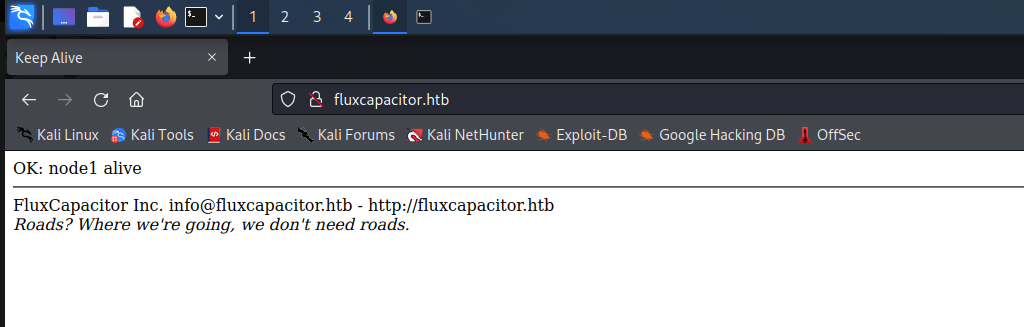 1 2 3 4
Keep Alive
fluxcapacitor.htb
Kali Linux Kali Tools Kali Docs Kali Forums Kali NetHunter Exploit-DB Google Hacking DB OffSec
OK: node1 alive
FluxCapacitor Inc. info@fluxcapacitor.htb - http://fluxcapacitor.htb
Roads? Where we're going, we don't need roads.